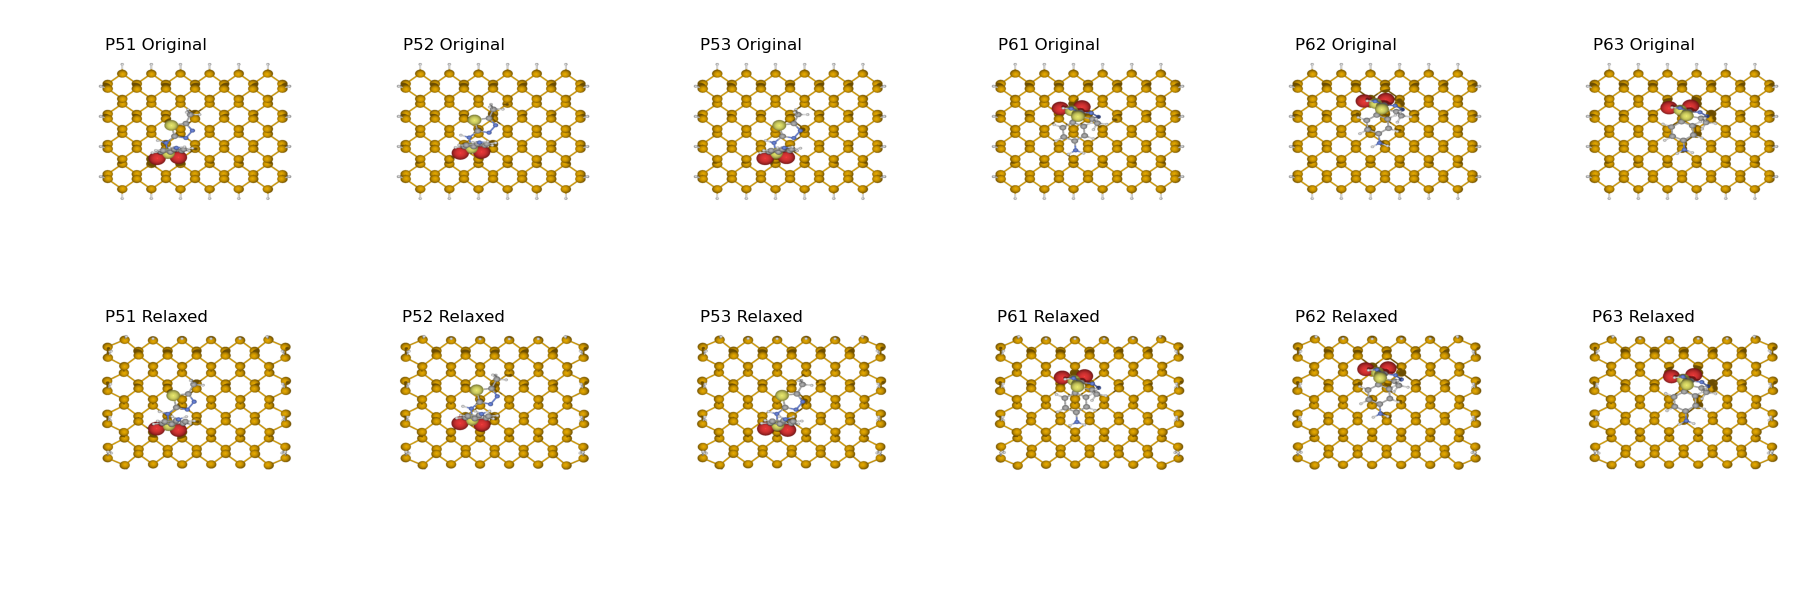 P51 Original
P52 Original
P53 Original
P61 Original
P62 Original
P63 Original
P51 Relaxed
P52 Relaxed
P53 Relaxed
P61 Relaxed
P62 Relaxed
P63 Relaxed